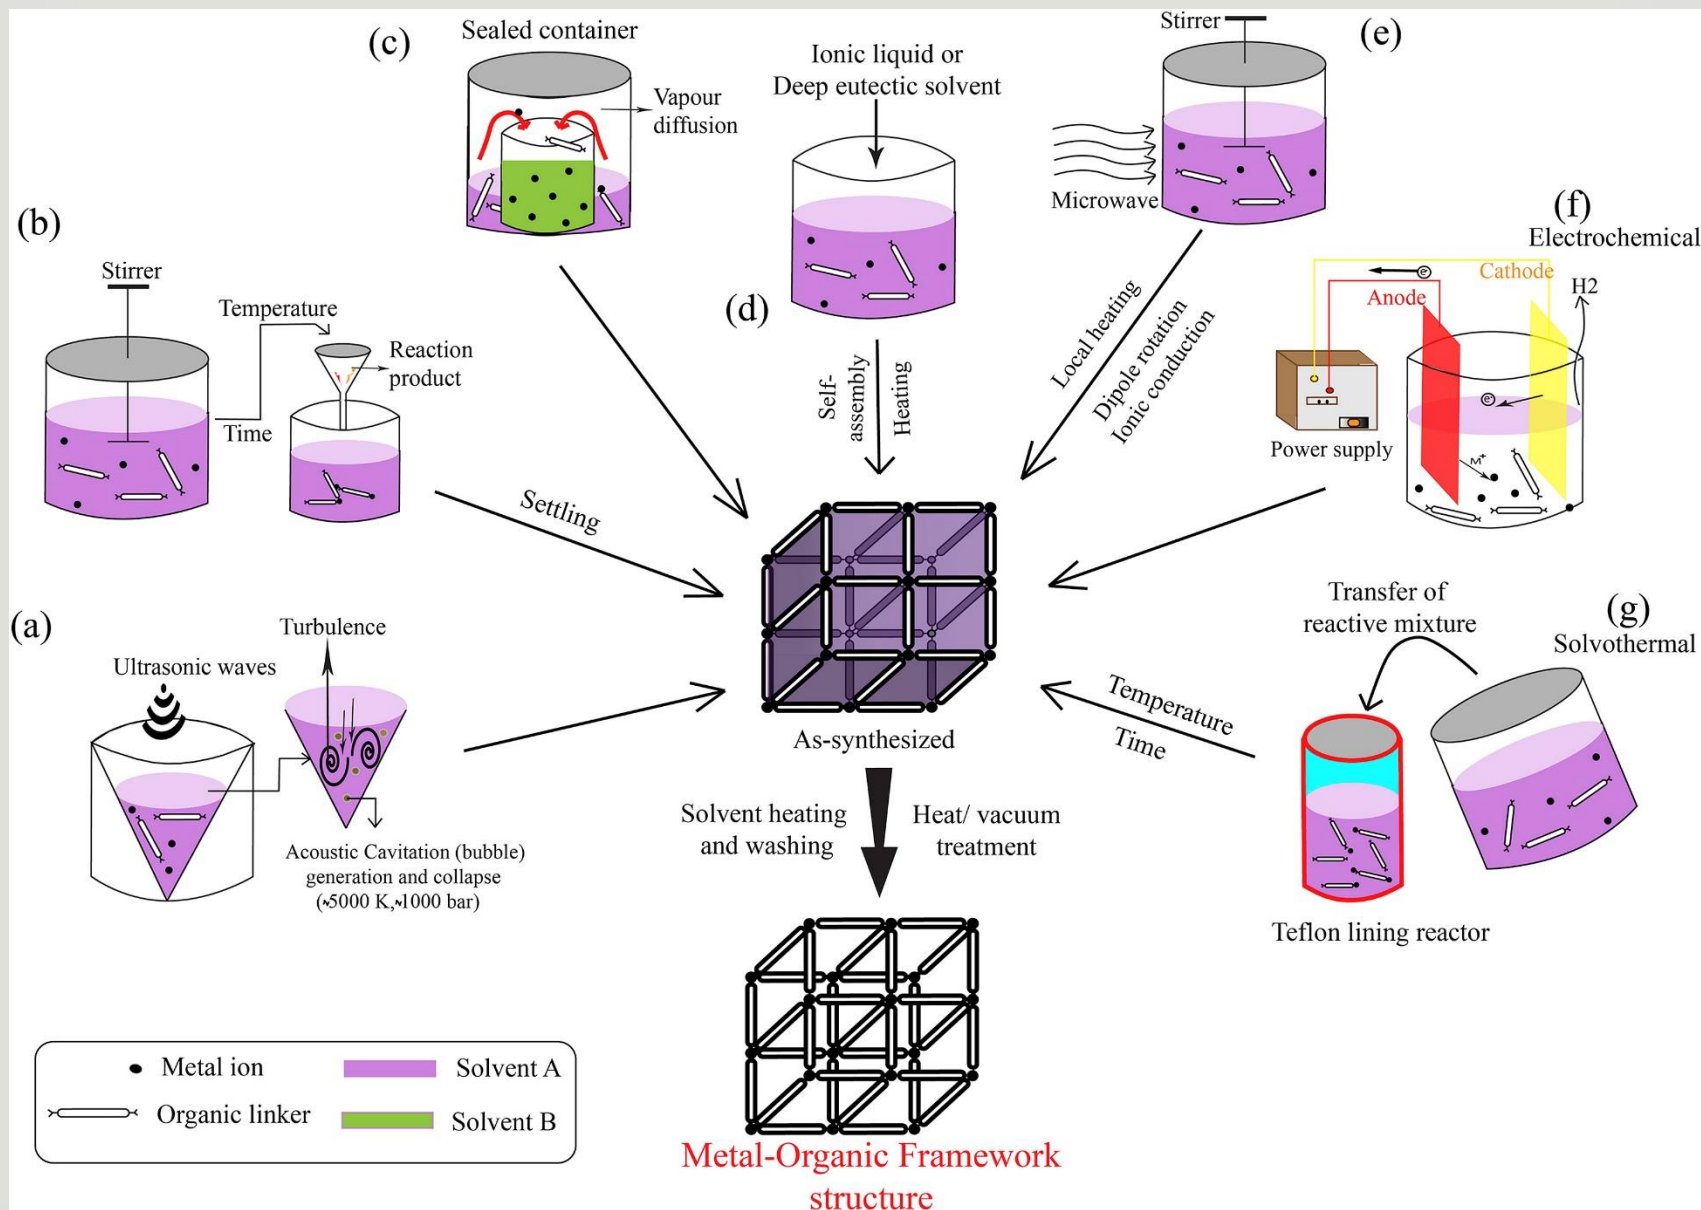 (c)
Sealed container
Vapour
diffusion
Ionic liquid or
Deep eutectic solvent
(d)
Self-
assembly
Heating
Stirrer
(e)
Microwave
Local heating
Dipole rotation
Ionic conduction
(f)
Electrochemical
Cathode
H2
Anode
e-
e-
M+
Power supply
(b)
Stirrer
Temperature
Time
Reaction
product
Settling
(a)
Ultrasonic waves
Turbulence
Acoustic Cavitation (bubble)
generation and collapse
(~5000 K,~1000 bar)
As-synthesized
Transfer of
reactive mixture
(g)
Solvothermal
Temperature
Time
Teflon lining reactor
Solvent heating
and washing
Heat/ vacuum
treatment
Metal ion
Organic linker
Solvent A
Solvent B
Metal-Organic Framework
structure